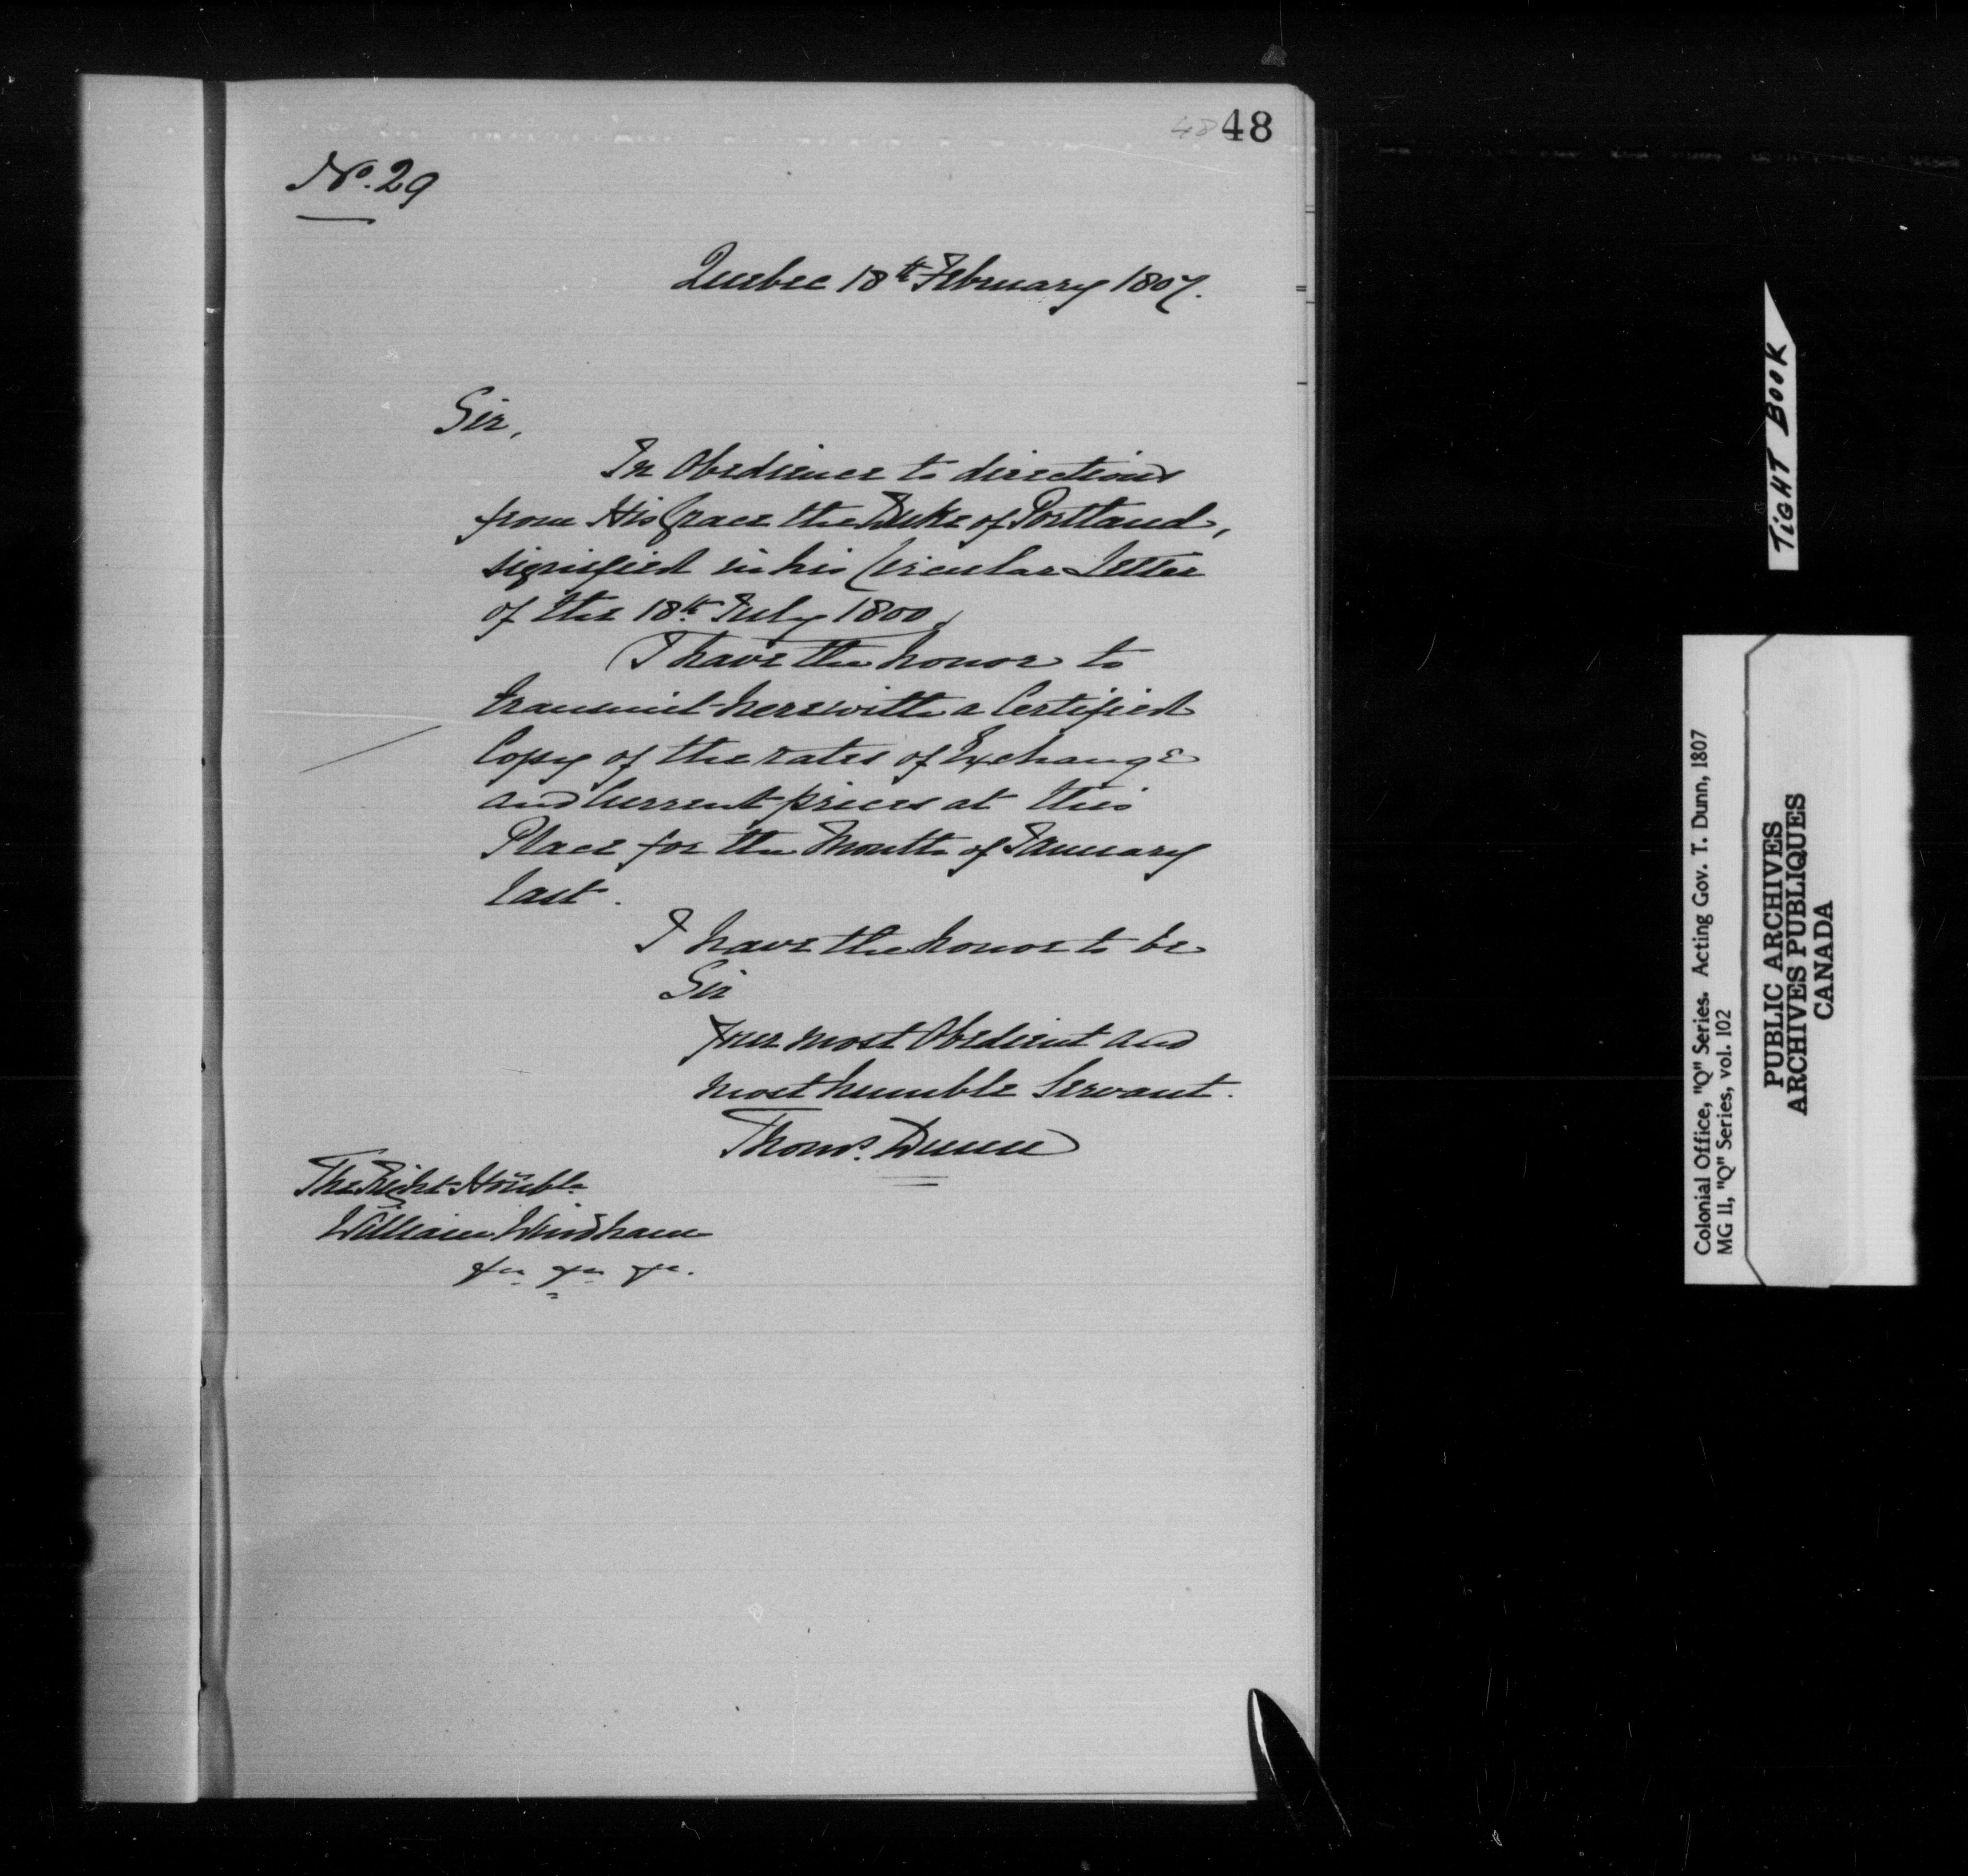 48 48
No. 29
Quebec 18th February 1807.
Sir,
In Obedience to directions
from His Grace the Duke of Portland,
signified in his Circular Letter
of the 18th July 1800,
I have the honor to
transmit herewith a Certified
Copy of the rates of Exchange
and Current prices at this
Place for the Month of January
last.
I have the honor to be
Sir
Your most Obedient and
most humble Servant.
Thoms. Dunn
The Right Honble
William Windham
&c &c &c.
TIGHT BOOK
Colonial Office, "Q" Series. Acting Gov. T. Dunn, 1807
MG 11, "Q" Series, vol. 102
PUBLIC ARCHIVES
ARCHIVES PUBLIQUES
CANADA